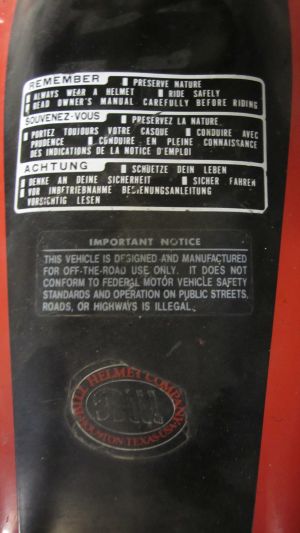 REMEMBER ■ PRESERVE NATURE
■ ALWAYS WEAR A HELMET ■ RIDE SAFELY
■ READ OWNER'S MANUAL CAREFULLY BEFORE RIDING
SOUVENEZ-VOUS ■ PRESERVEZ LA NATURE
■ PORTEZ TOUJOURS VOTRE CASQUE ■ CONDUIRE AVEC
PRUDENCE ■ CONDUIRE EN PLEINE CONNAISSANCE
DES INDICATIONS DE LA NOTICE D'EMPLOI
ACHTUNG ■ SCHUETZE DEIN LEBEN
■ DENKE AN DEINE SICHERHEIT ■ SICHER FAHREN
■ VOR INBETRIEBNAHME BEDIENUNGSANLEITUNG
VORSICHTIG LESEN
IMPORTANT NOTICE
THIS VEHICLE IS DESIGNED AND MANUFACTURED
FOR OFF-THE-ROAD USE ONLY. IT DOES NOT
CONFORM TO FEDERAL MOTOR VEHICLE SAFETY
STANDARDS AND OPERATION ON PUBLIC STREETS,
ROADS, OR HIGHWAYS IS ILLEGAL.
HELMET COMPANY
HOUSTON TEXAS USA